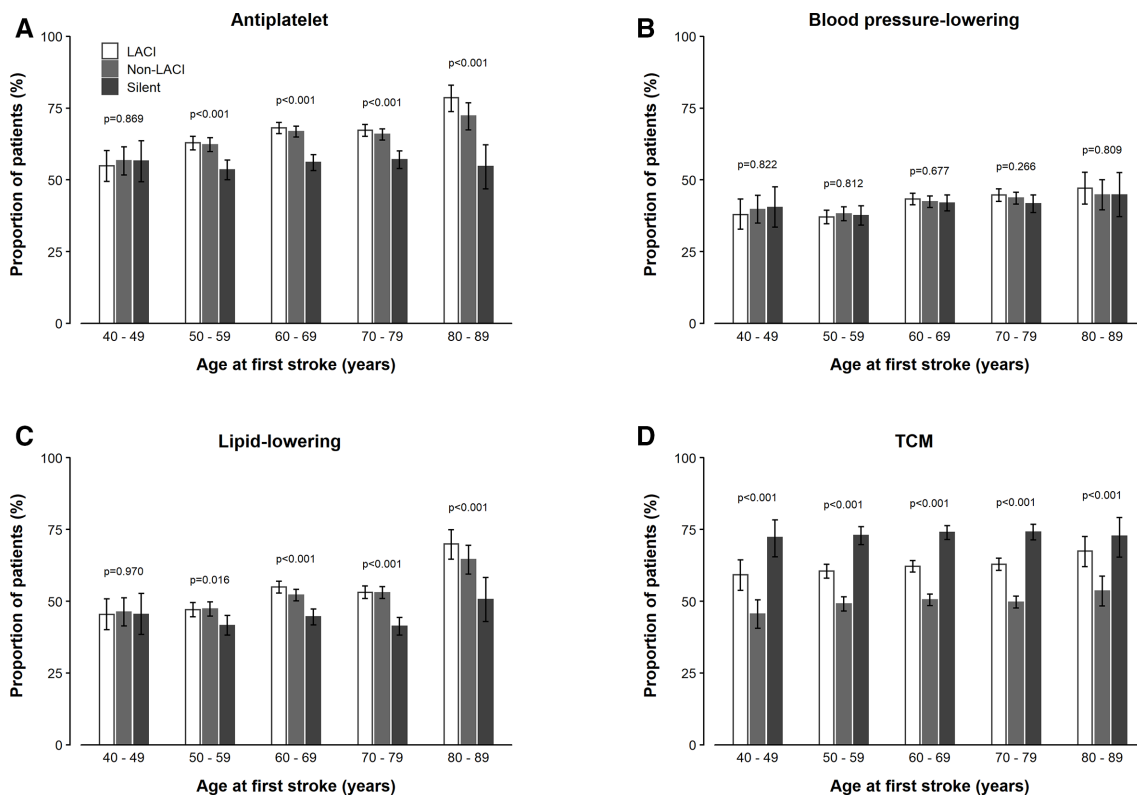 A
Antiplatelet
Proportion of patients (%)
100
75
50
25
0
LACI
Non-LACI
Silent
p=0.869
p<0.001
p<0.001
p<0.001
p<0.001
40 - 49
50 - 59
60 - 69
70 - 79
80 - 89
Age at first stroke (years)
B
Blood pressure-lowering
Proportion of patients (%)
100
75
50
25
0
p=0.822
p=0.812
p=0.677
p=0.266
p=0.809
40 - 49
50 - 59
60 - 69
70 - 79
80 - 89
Age at first stroke (years)
C
Lipid-lowering
Proportion of patients (%)
100
75
50
25
0
p=0.970
p=0.016
p<0.001
p<0.001
p<0.001
40 - 49
50 - 59
60 - 69
70 - 79
80 - 89
Age at first stroke (years)
D
TCM
Proportion of patients (%)
100
75
50
25
0
p<0.001
p<0.001
p<0.001
p<0.001
p<0.001
40 - 49
50 - 59
60 - 69
70 - 79
80 - 89
Age at first stroke (years)